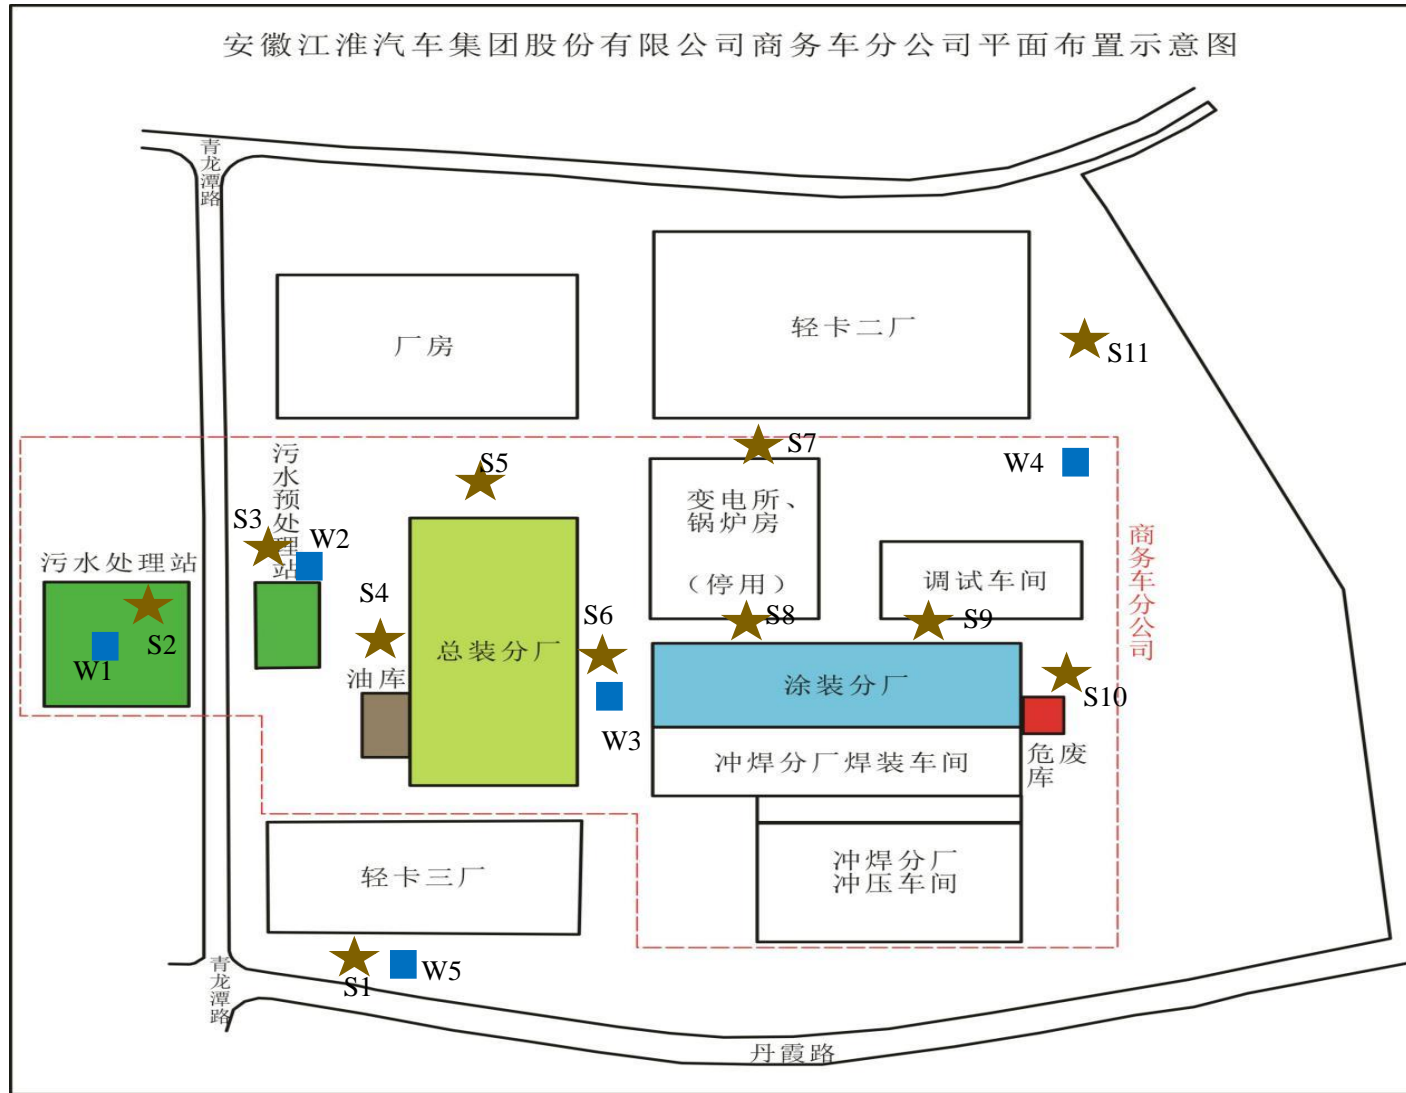 安徽江淮汽车集团股份有限公司商务车分公司平面布置示意图
青龙潭路
轻卡二厂
厂房
S11
S7
W4
S5
污水预处理站
变电所、
锅炉房
（停用）
商务车分公司
S3
W2
污水处理站
调试车间
S4
S6
S8
S9
S2
W1
总装分厂
油库
涂装分厂
S10
W3
冲焊分厂焊装车间
危废
库
轻卡三厂
冲焊分厂
冲压车间
S1
W5
青龙潭路
丹霞路